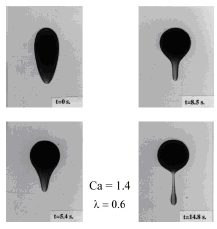 t=0 s.
t=8.5 s.
t=5.4 s.
Ca = 1.4
λ = 0.6
t=14.8 s.